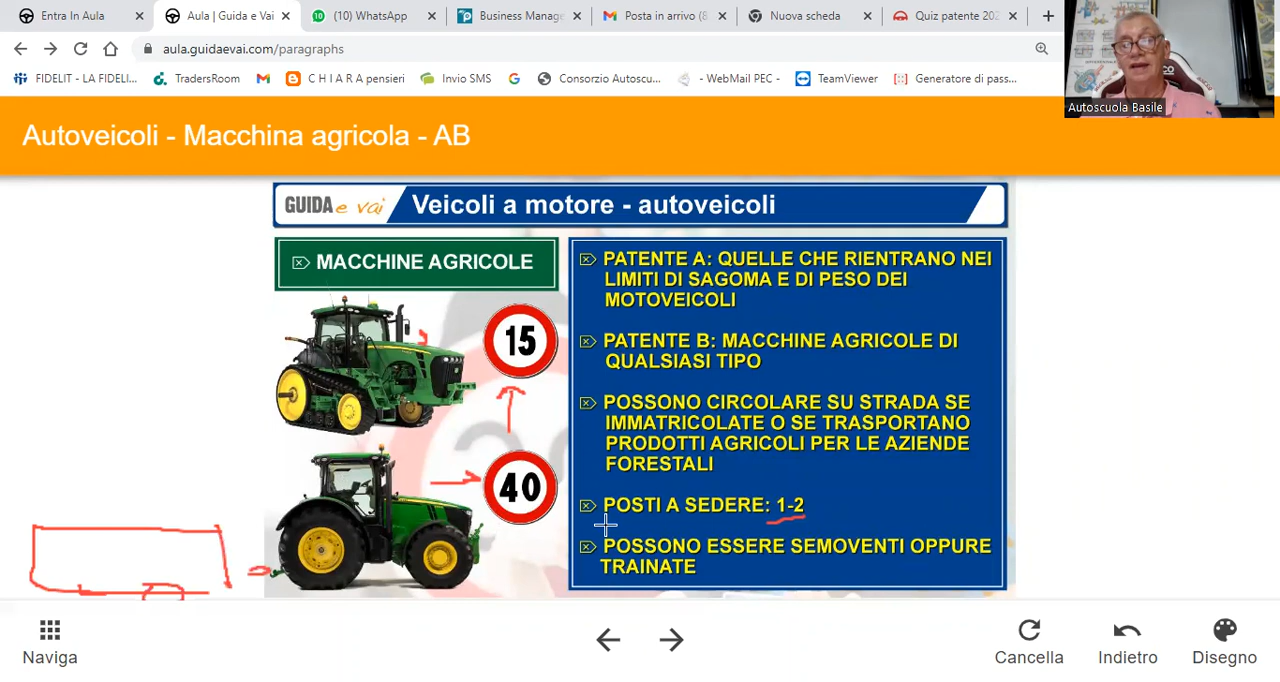 Entra In Aula
Aula | Guida e Vai
(10) WhatsApp
Business Manage
Posta in arrivo (8
Nuova scheda
Quiz patente 202
aula.guidaevai.com/paragraphs
FIDELIT - LA FIDELI...
TradersRoom
C H I A R A pensieri
Invio SMS
Consorzio Autoscu...
- WebMail PEC -
TeamViewer
Generatore di pass...
Autoscuola Basile
Autoveicoli - Macchina agricola - AB
GUIDA e vai
Veicoli a motore - autoveicoli
MACCHINE AGRICOLE
15
40
PATENTE A: QUELLE CHE RIENTRANO NEI
LIMITI DI SAGOMA E DI PESO DEI
MOTOVEICOLI
PATENTE B: MACCHINE AGRICOLE DI
QUALSIASI TIPO
POSSONO CIRCOLARE SU STRADA SE
IMMATRICOLATE O SE TRASPORTANO
PRODOTTI AGRICOLI PER LE AZIENDE
FORESTALI
POSTI A SEDERE: 1-2
POSSONO ESSERE SEMOVENTI OPPURE
TRAINATE
Naviga
Cancella
Indietro
Disegno